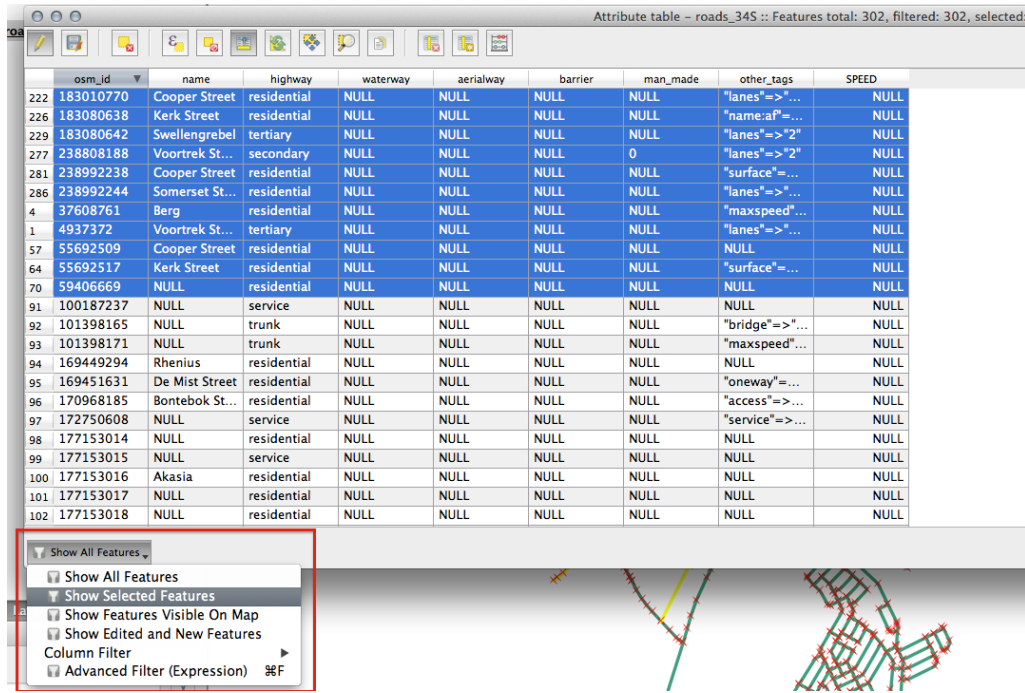 Attribute table – roads_34S :: Features total: 302, filtered: 302, selected:
roa
osm_id name highway waterway aerialway barrier man_made other_tags SPEED
222 183010770 Cooper Street residential NULL NULL NULL NULL "lanes"=>"... NULL
226 183080638 Kerk Street residential NULL NULL NULL NULL "name:af"=... NULL
229 183080642 Swellengrebel tertiary NULL NULL NULL NULL "lanes"=>"2" NULL
277 238808188 Voortrek St... secondary NULL NULL NULL 0 "lanes"=>"2" NULL
281 238992238 Cooper Street residential NULL NULL NULL NULL "surface"=... NULL
286 238992244 Somerset St... residential NULL NULL NULL NULL "lanes"=>"... NULL
4 37608761 Berg residential NULL NULL NULL NULL "maxspeed"... NULL
1 4937372 Voortrek St... tertiary NULL NULL NULL NULL "lanes"=>"... NULL
57 55692509 Cooper Street residential NULL NULL NULL NULL NULL NULL
64 55692517 Kerk Street residential NULL NULL NULL NULL "surface"=... NULL
70 59406669 NULL residential NULL NULL NULL NULL NULL NULL
91 100187237 NULL service NULL NULL NULL NULL NULL NULL
92 101398165 NULL trunk NULL NULL NULL NULL "bridge"=>"... NULL
93 101398171 NULL trunk NULL NULL NULL NULL "maxspeed"... NULL
94 169449294 Rhenius residential NULL NULL NULL NULL NULL NULL
95 169451631 De Mist Street residential NULL NULL NULL NULL "oneway"=... NULL
96 170968185 Bontebok St... residential NULL NULL NULL NULL "access"=>... NULL
97 172750608 NULL service NULL NULL NULL NULL "service"=>... NULL
98 177153014 NULL residential NULL NULL NULL NULL NULL NULL
99 177153015 NULL service NULL NULL NULL NULL NULL NULL
100 177153016 Akasia residential NULL NULL NULL NULL NULL NULL
101 177153017 NULL residential NULL NULL NULL NULL NULL NULL
102 177153018 NULL residential NULL NULL NULL NULL NULL NULL
Show All Features
Show All Features
Show Selected Features
Show Features Visible On Map
Show Edited and New Features
Column Filter
Advanced Filter (Expression) ⌘F